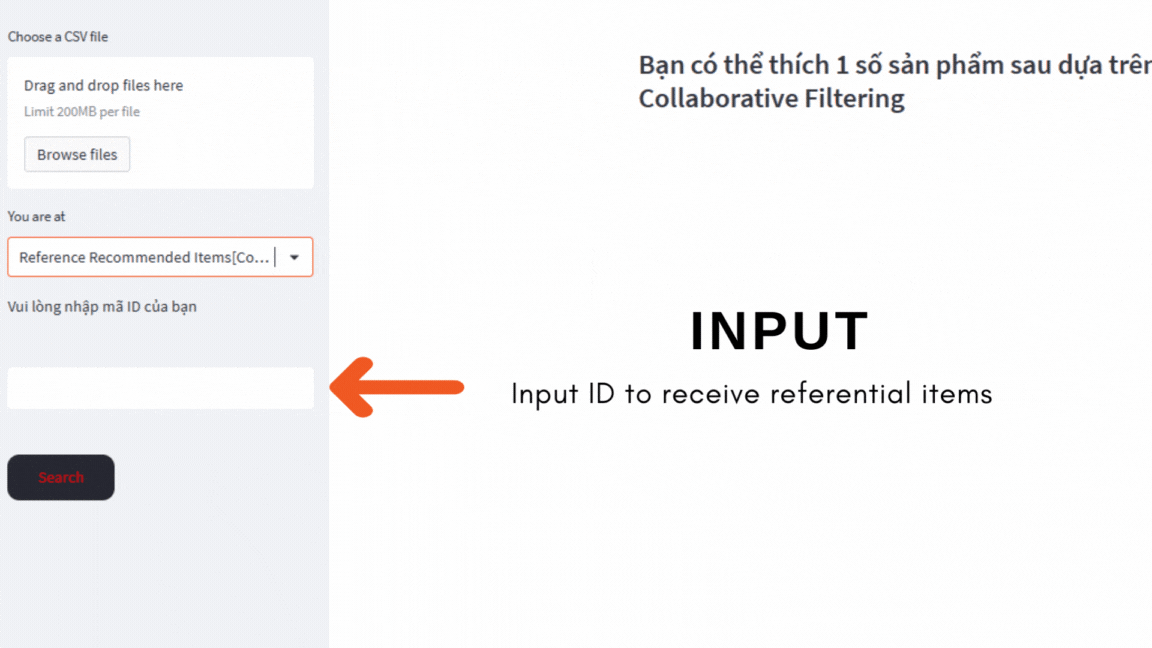 Choose a CSV file
Drag and drop files here
Limit 200MB per file
Browse files
You are at
Reference Recommended Items[Co...
Vui lòng nhập mã ID của bạn
Search
Bạn có thể thích 1 số sản phẩm sau dựa trên
Collaborative Filtering
INPUT
Input ID to receive referential items